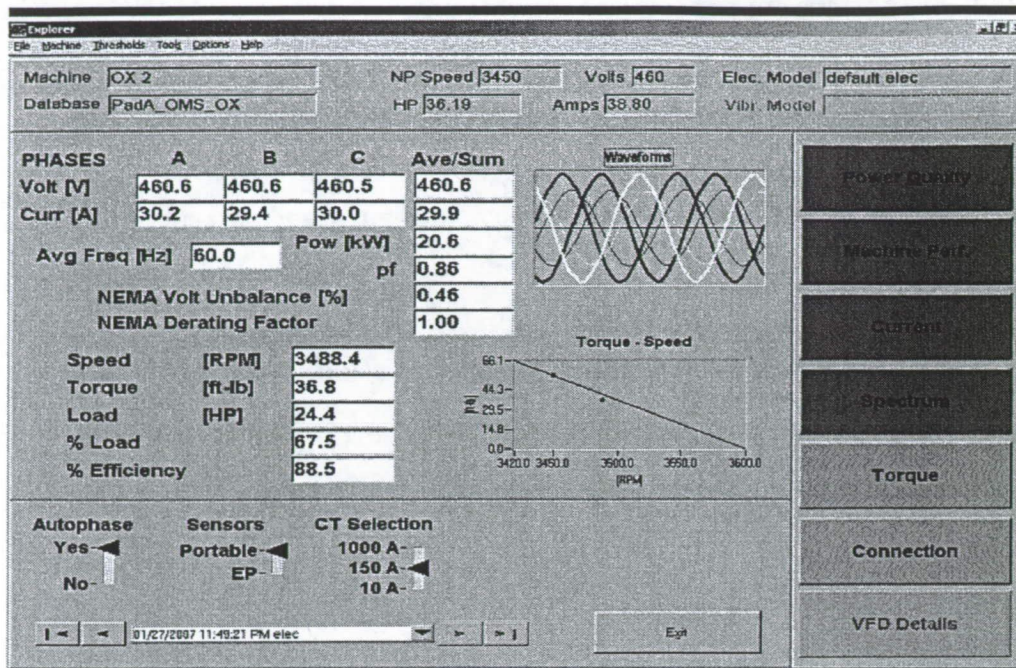 Explorer
File Machine Thresholds Tools Options Help
Machine OX 2 NP Speed 3450 Volts 460 Elec. Model default elec
Database PadA_OMS_OX HP 36.19 Amps 38.80 Vibr. Model
PHASES A B C Ave/Sum
Volt [V] 460.6 460.6 460.5 460.6
Curr [A] 30.2 29.4 30.0 29.9
Avg Freq [Hz] 60.0 Pow [kW] 20.6
pf 0.86
NEMA Volt Unbalance [%] 0.46
NEMA Derating Factor 1.00
Speed [RPM] 3488.4
Torque [ft-lb] 36.8
Load [HP] 24.4
% Load 67.5
% Efficiency 88.5
Waveforms
Torque - Speed
66.1
44.3
29.5
14.8
0.0
3420.0 3450.0 3500.0 3550.0 3600.0
[RPM]
Power Quality
Machine Perf.
Current
Spectrum
Torque
Connection
VFD Details
Autophase Sensors CT Selection
Yes Portable 1000 A
No EP 150 A
10 A
01/27/2007 11:49:21 PM elec
Exit